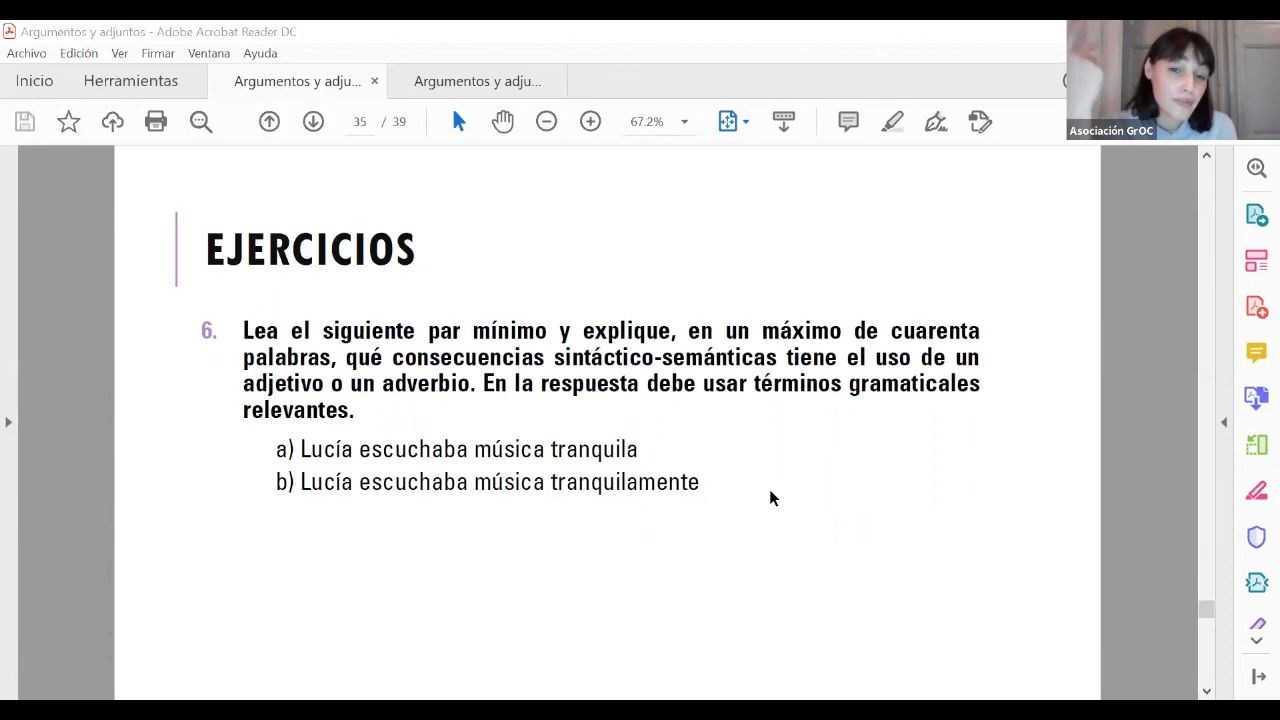 Argumentos y adjuntos - Adobe Acrobat Reader DC
Archivo Edición Ver Firmar Ventana Ayuda
Inicio Herramientas Argumentos y adju... × Argumentos y adju...
35 / 39 67.2%
Asociación GrOC
EJERCICIOS
6. Lea el siguiente par mínimo y explique, en un máximo de cuarenta
palabras, qué consecuencias sintáctico-semánticas tiene el uso de un
adjetivo o un adverbio. En la respuesta debe usar términos gramaticales
relevantes.
a) Lucía escuchaba música tranquila
b) Lucía escuchaba música tranquilamente